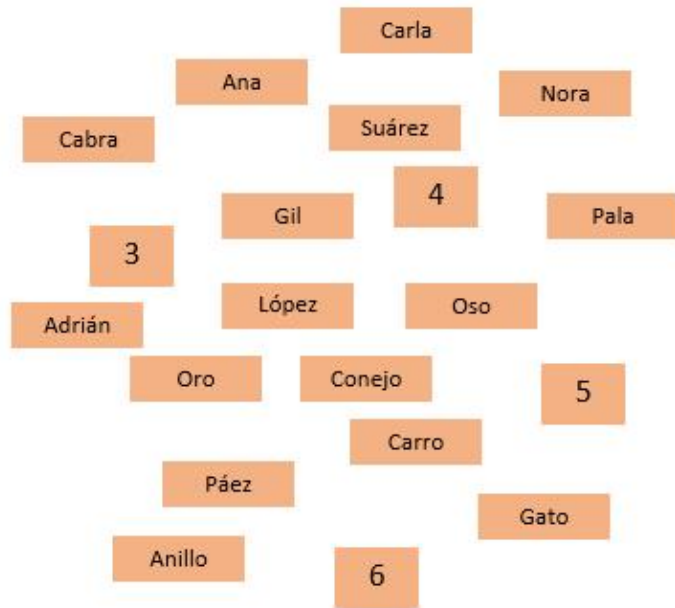 Carla
Ana
Nora
Suárez
Cabra
4
Gil
Pala
3
López
Oso
Adrián
Oro
Conejo
5
Carro
Páez
Gato
Anillo
6